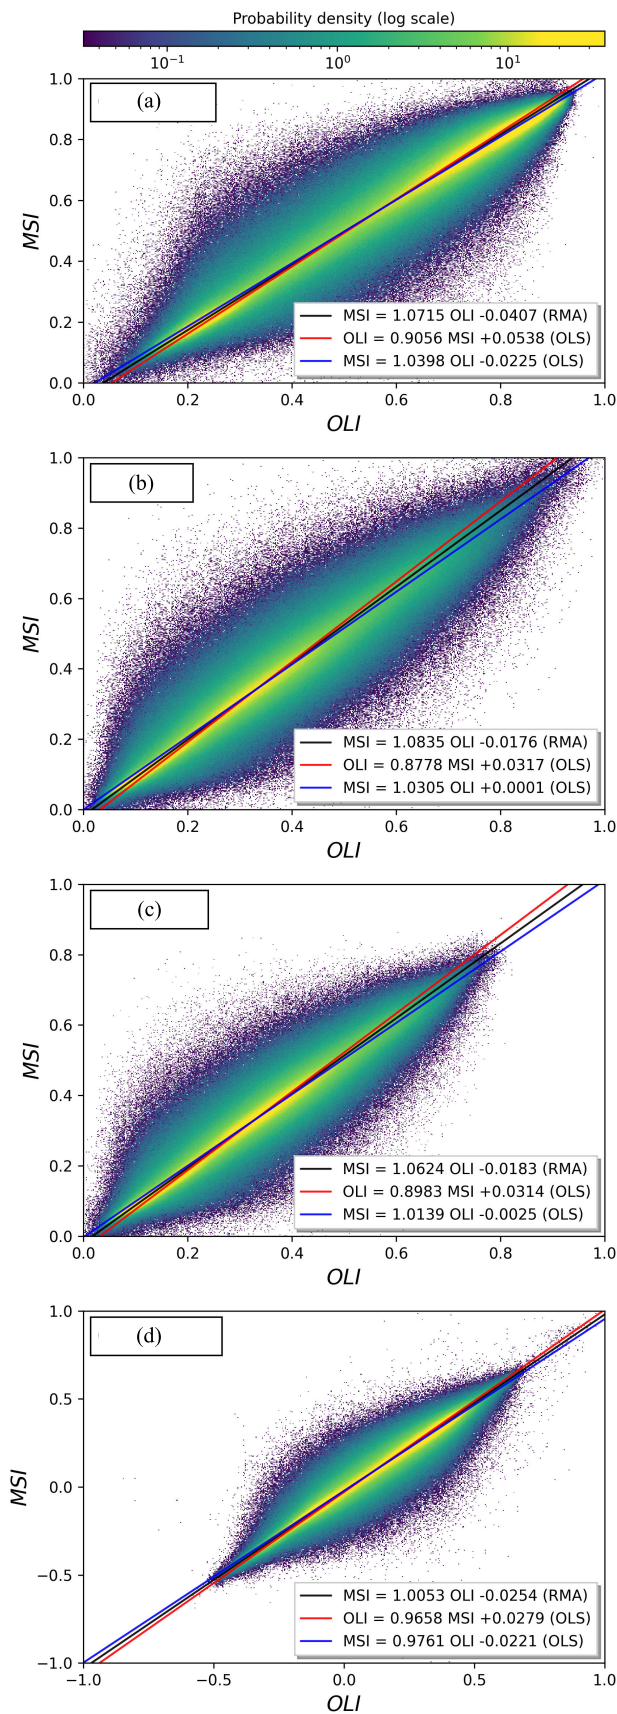 Probability density (log scale)
10⁻¹ 10⁰ 10¹
(a)
1.0
0.8
0.6
0.4
0.2
0.0
MSI
MSI = 1.0715 OLI -0.0407 (RMA)
OLI = 0.9056 MSI +0.0538 (OLS)
MSI = 1.0398 OLI -0.0225 (OLS)
0.0 0.2 0.4 0.6 0.8 1.0
OLI
(b)
1.0
0.8
0.6
0.4
0.2
0.0
MSI
MSI = 1.0835 OLI -0.0176 (RMA)
OLI = 0.8778 MSI +0.0317 (OLS)
MSI = 1.0305 OLI +0.0001 (OLS)
0.0 0.2 0.4 0.6 0.8 1.0
OLI
(c)
1.0
0.8
0.6
0.4
0.2
0.0
MSI
MSI = 1.0624 OLI -0.0183 (RMA)
OLI = 0.8983 MSI +0.0314 (OLS)
MSI = 1.0139 OLI -0.0025 (OLS)
0.0 0.2 0.4 0.6 0.8 1.0
OLI
(d)
1.0
0.5
0.0
−0.5
−1.0
MSI
MSI = 1.0053 OLI -0.0254 (RMA)
OLI = 0.9658 MSI +0.0279 (OLS)
MSI = 0.9761 OLI -0.0221 (OLS)
−1.0 −0.5 0.0 0.5 1.0
OLI